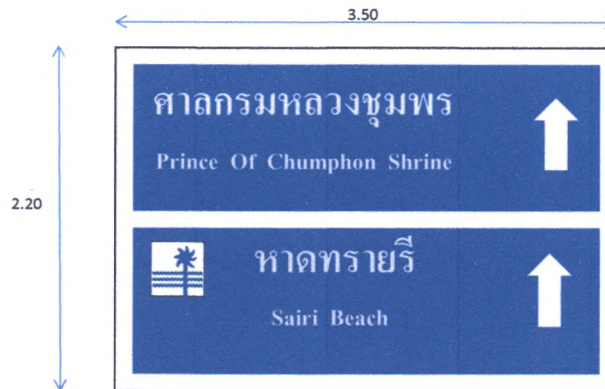 3.50
2.20
ศาลกรมหลวงชุมพร
Prince Of Chumphon Shrine
หาดทรายรี
Sairi Beach